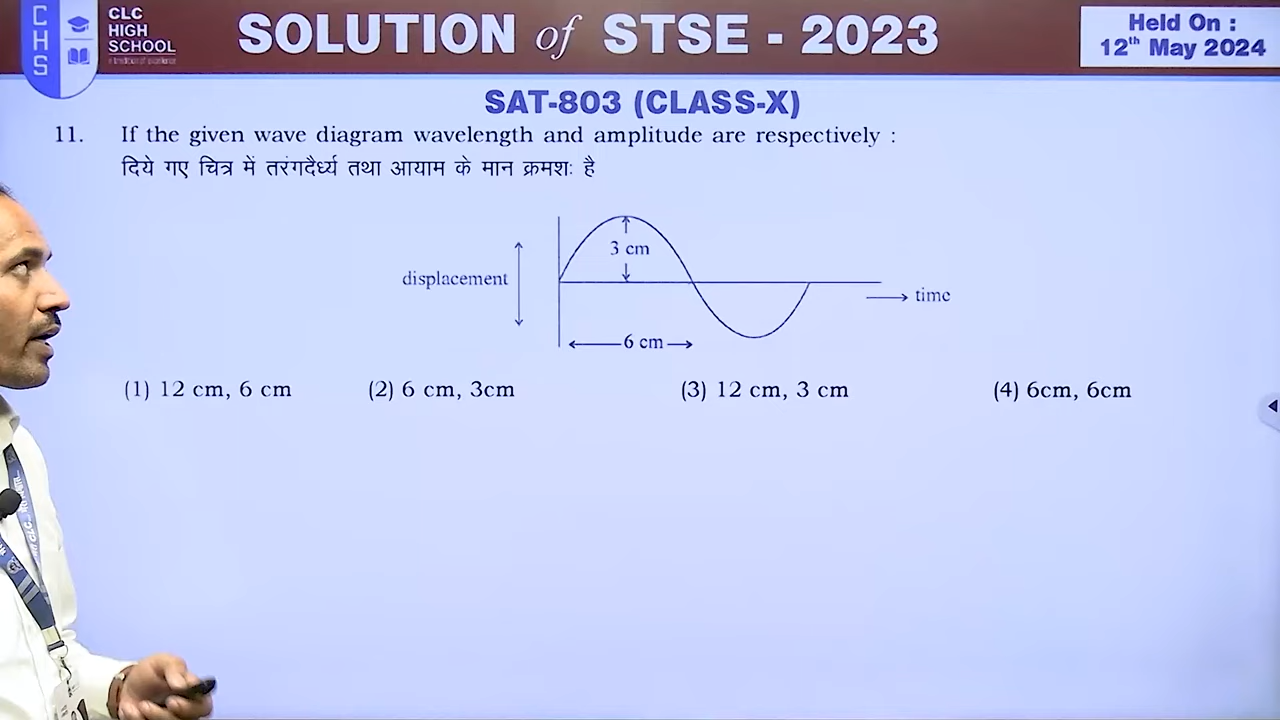 CHS
CLC
HIGH
SCHOOL
SOLUTION of STSE - 2023
Held On :
12th May 2024
SAT-803 (CLASS-X)
11. If the given wave diagram wavelength and amplitude are respectively :
दिये गए चित्र में तरंगदैर्ध्य तथा आयाम के मान क्रमशः है
3 cm
displacement
time
6 cm
(1) 12 cm, 6 cm (2) 6 cm, 3cm (3) 12 cm, 3 cm (4) 6cm, 6cm